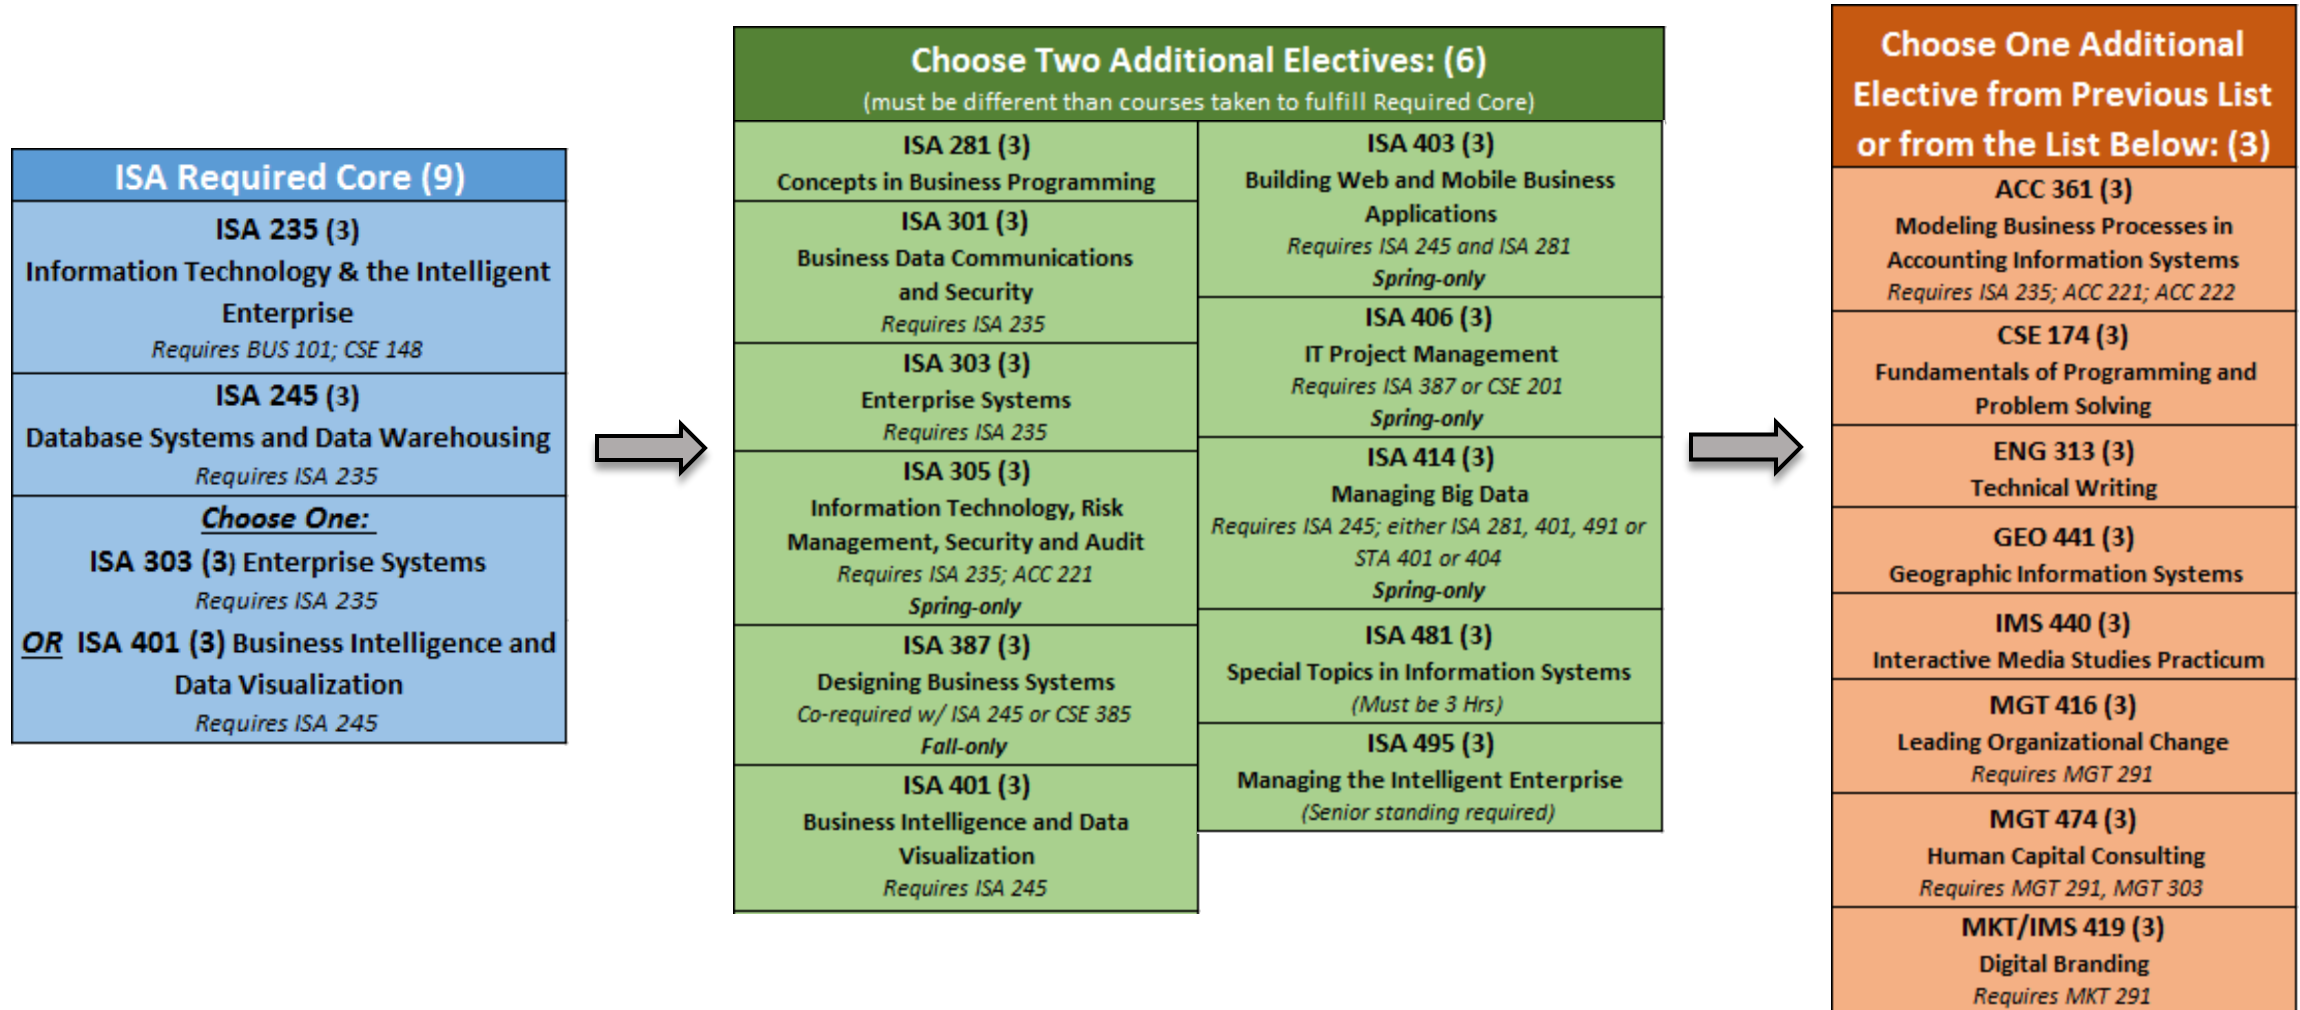 ISA Required Core (9)
ISA 235 (3)
Information Technology & the Intelligent
Enterprise
Requires BUS 101; CSE 148
ISA 245 (3)
Database Systems and Data Warehousing
Requires ISA 235
Choose One:
ISA 303 (3) Enterprise Systems
Requires ISA 235
OR ISA 401 (3) Business Intelligence and
Data Visualization
Requires ISA 245
Choose Two Additional Electives: (6)
(must be different than courses taken to fulfill Required Core)
ISA 281 (3)
Concepts in Business Programming
ISA 301 (3)
Business Data Communications
and Security
Requires ISA 235
ISA 303 (3)
Enterprise Systems
Requires ISA 235
ISA 305 (3)
Information Technology, Risk
Management, Security and Audit
Requires ISA 235; ACC 221
Spring-only
ISA 387 (3)
Designing Business Systems
Co-required w/ ISA 245 or CSE 385
Fall-only
ISA 401 (3)
Business Intelligence and Data
Visualization
Requires ISA 245
ISA 403 (3)
Building Web and Mobile Business
Applications
Requires ISA 245 and ISA 281
Spring-only
ISA 406 (3)
IT Project Management
Requires ISA 387 or CSE 201
Spring-only
ISA 414 (3)
Managing Big Data
Requires ISA 245; either ISA 281, 401, 491 or
STA 401 or 404
Spring-only
ISA 481 (3)
Special Topics in Information Systems
(Must be 3 Hrs)
ISA 495 (3)
Managing the Intelligent Enterprise
(Senior standing required)
Choose One Additional
Elective from Previous List
or from the List Below: (3)
ACC 361 (3)
Modeling Business Processes in
Accounting Information Systems
Requires ISA 235; ACC 221; ACC 222
CSE 174 (3)
Fundamentals of Programming and
Problem Solving
ENG 313 (3)
Technical Writing
GEO 441 (3)
Geographic Information Systems
IMS 440 (3)
Interactive Media Studies Practicum
MGT 416 (3)
Leading Organizational Change
Requires MGT 291
MGT 474 (3)
Human Capital Consulting
Requires MGT 291, MGT 303
MKT/IMS 419 (3)
Digital Branding
Requires MKT 291